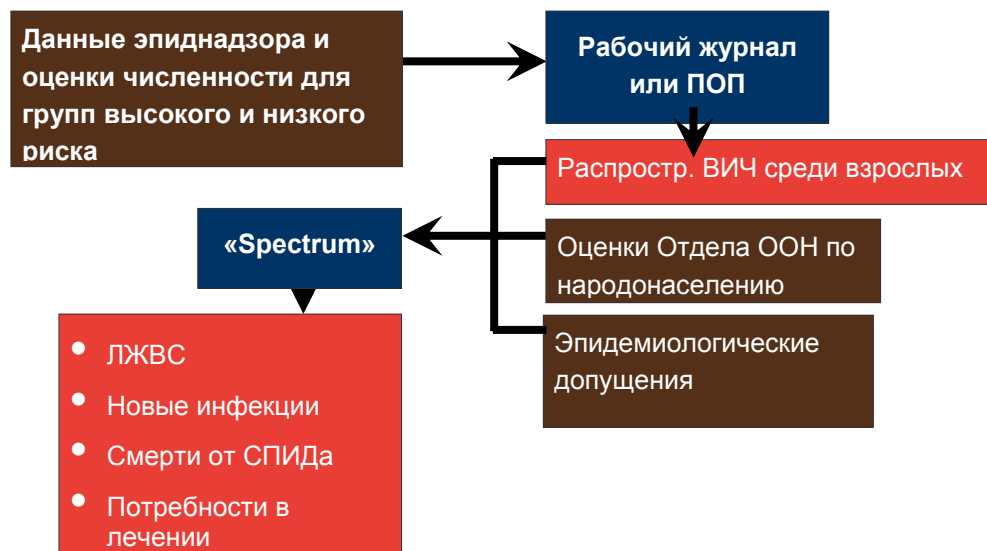 Данные эпиднадзора и
оценки численности для
групп высокого и низкого
риска
Рабочий журнал
или ПОП
Распростр. ВИЧ среди взрослых
«Spectrum»
Оценки Отдела ООН по
народонаселению
Эпидемиологические
допущения
• ЛЖВС
• Новые инфекции
• Смерти от СПИДа
• Потребности в
лечении